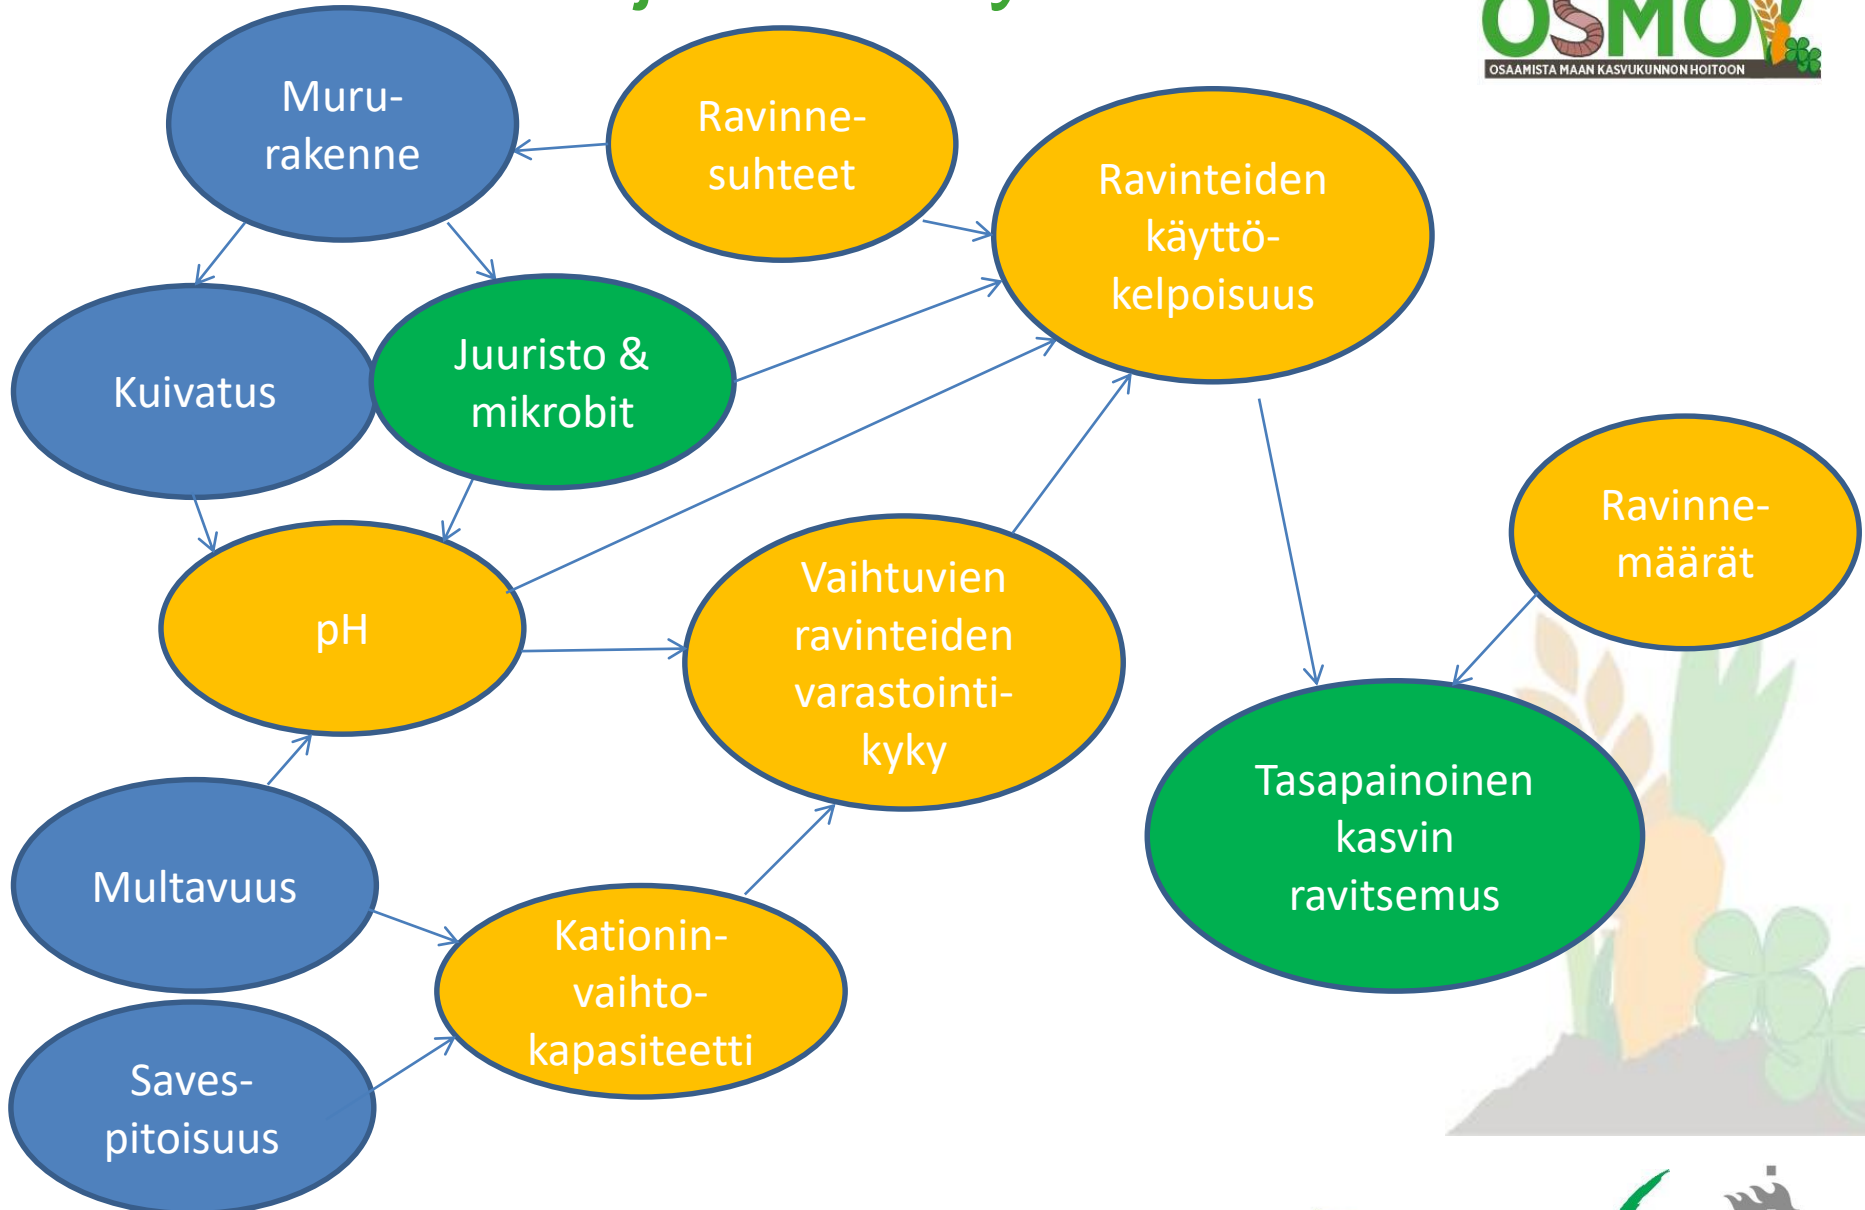 OSMO
OSAAMISTA MAAN KASVUKUNNON HOITOON
Muru-
rakenne
Ravinne-
suhteet
Ravinteiden
käyttö-
kelpoisuus
Kuivatus
Juuristo &
mikrobit
Ravinne-
määrät
pH
Vaihtuvien
ravinteiden
varastointi-
kyky
Tasapainoinen
kasvin
ravitsemus
Multavuus
Kationin-
vaihto-
kapasiteetti
Saves-
pitoisuus